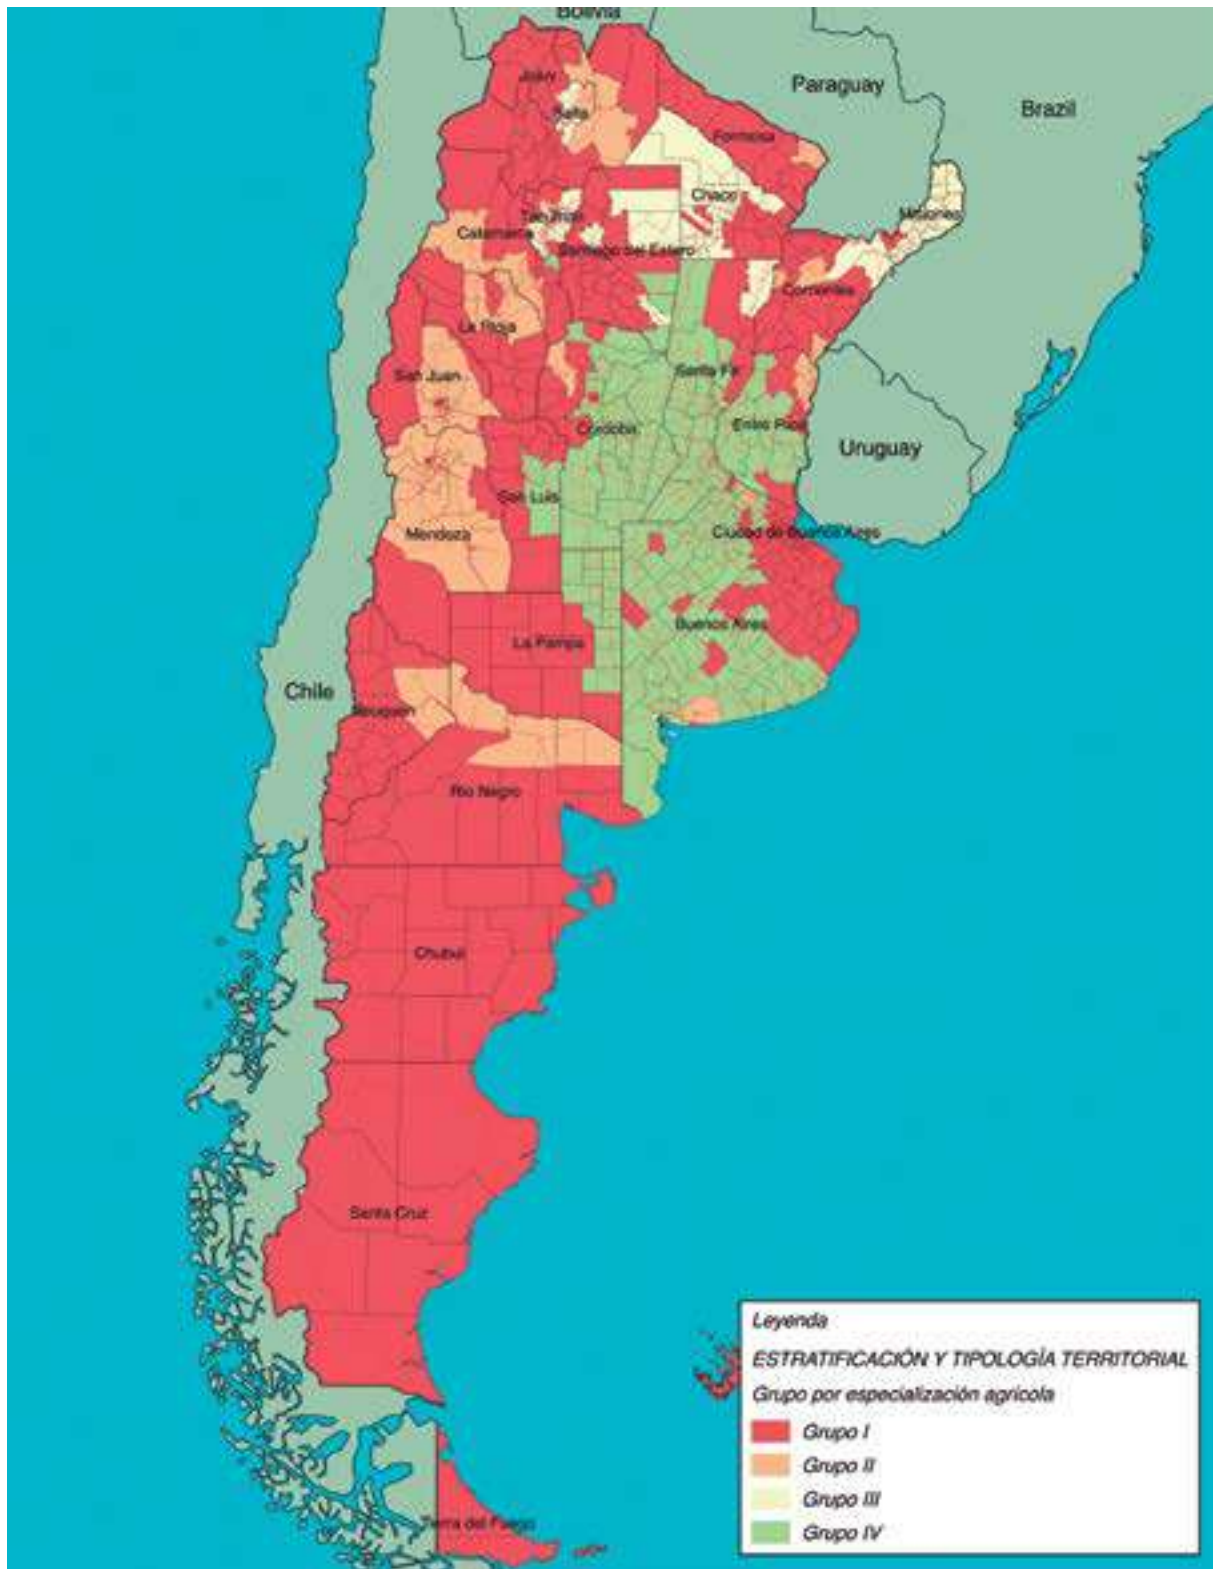 Bolivia
Paraguay
Brazil
Jujuy
Salta
Formosa
Chaco
Misiones
Tucumán
Catamarca
Santiago del Estero
Corrientes
La Rioja
San Juan
Santa Fe
Córdoba
Entre Ríos
Uruguay
San Luis
Mendoza
Ciudad de Buenos Aires
Buenos Aires
La Pampa
Chile
Neuquén
Rio Negro
Chubut
Santa Cruz
Tierra del Fuego
Leyenda
ESTRATIFICACIÓN Y TIPOLOGÍA TERRITORIAL
Grupo por especialización agrícola
Grupo I
Grupo II
Grupo III
Grupo IV